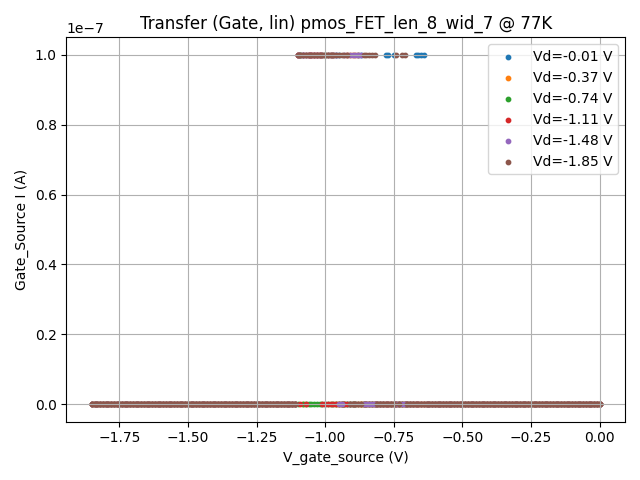 Transfer (Gate, lin) pmos_FET_len_8_wid_7 @ 77K
1e−7
1.0
0.8
0.6
0.4
0.2
0.0
Gate_Source I (A)
Vd=-0.01 V
Vd=-0.37 V
Vd=-0.74 V
Vd=-1.11 V
Vd=-1.48 V
Vd=-1.85 V
−1.75 −1.50 −1.25 −1.00 −0.75 −0.50 −0.25 0.00
V_gate_source (V)